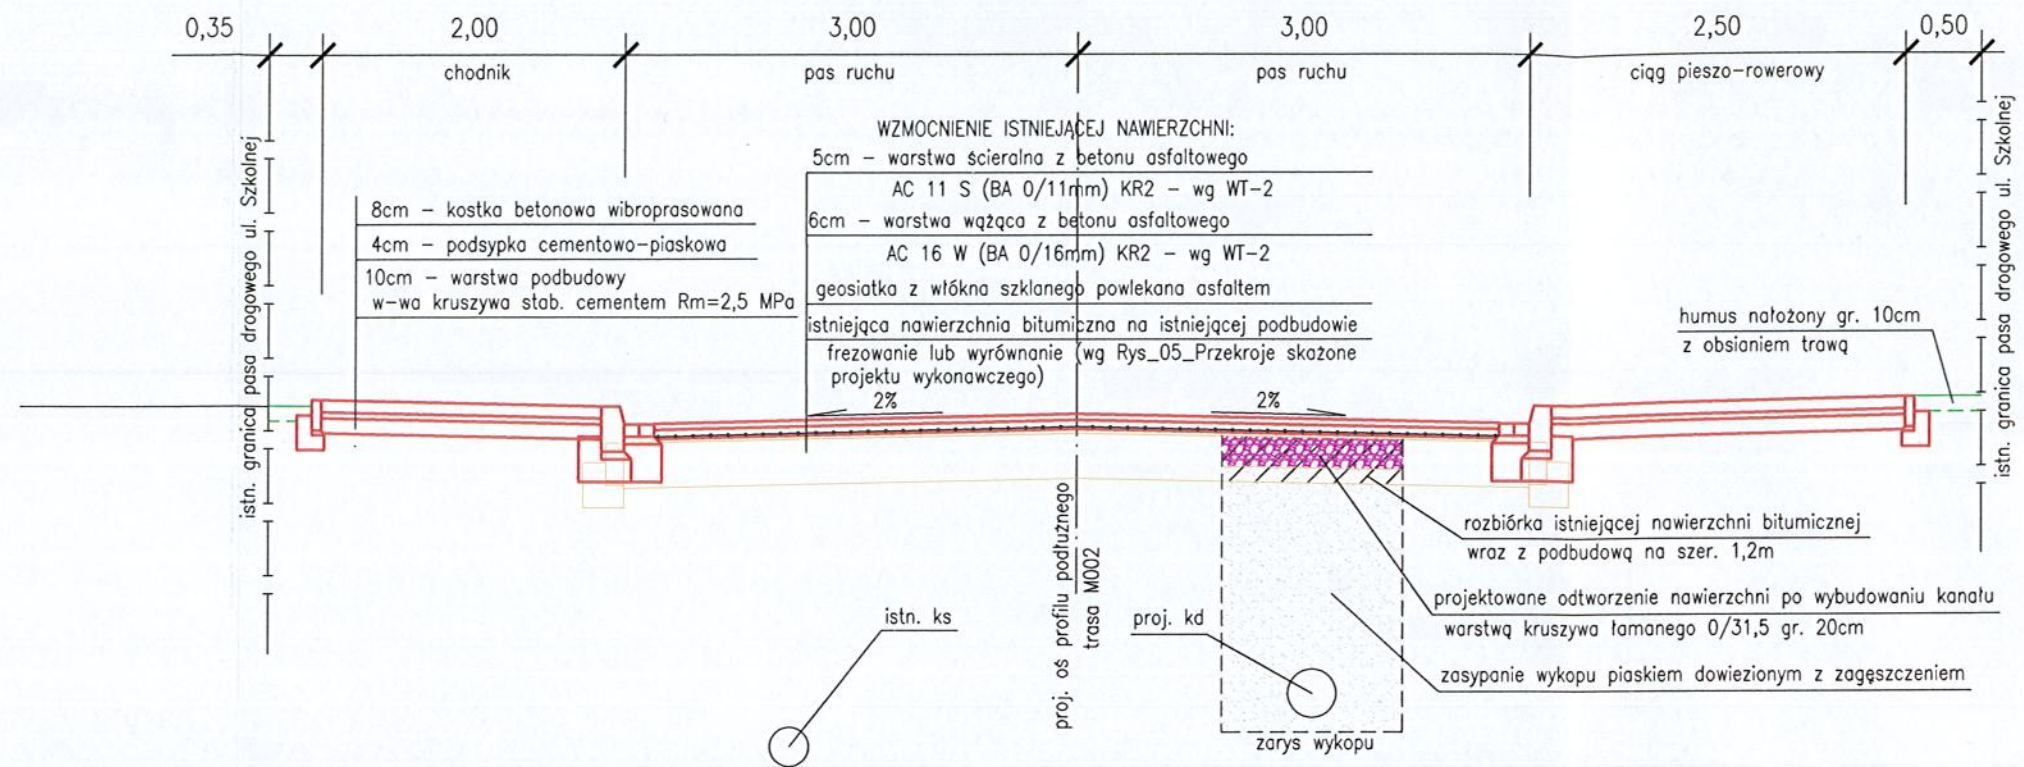 0,35
2,00
3,00
3,00
2,50
0,50
chodnik
pas ruchu
pas ruchu
ciąg pieszo-rowerowy
istn. granica pasa drogowego ul. Szkolnej
8cm - kostka betonowa wibroprasowana
4cm - podsypka cementowo-piaskowa
10cm - warstwa podbudowy
w-wa kruszywa stab. cementem Rm=2,5 MPa
WZMOCNIENIE ISTNIEJĄCEJ NAWIERZCHNI:
5cm - warstwa ścieralna z betonu asfaltowego
AC 11 S (BA 0/11mm) KR2 - wg WT-2
6cm - warstwa wążąca z betonu asfaltowego
AC 16 W (BA 0/16mm) KR2 - wg WT-2
geosiatka z włókna szklanego powlekana asfaltem
istniejąca nawierzchnia bitumiczna na istniejącej podbudowie
frezowanie lub wyrównanie (wg Rys_05_Przekroje skażone
projektu wykonawczego)
2%
2%
humus nałożony gr. 10cm
z obsianiem trawą
istn. granica pasa drogowego ul. Szkolnej
rozbiórka istniejącej nawierzchni bitumicznej
wraz z podbudową na szer. 1,2m
projektowane odtworzenie nawierzchni po wybudowaniu kanału
warstwą kruszywa łamanego 0/31,5 gr. 20cm
zasypanie wykopu piaskiem dowiezionym z zagęszczeniem
istn. ks
proj. oś profilu podłużnego
trasa M002
proj. kd
zarys wykopu